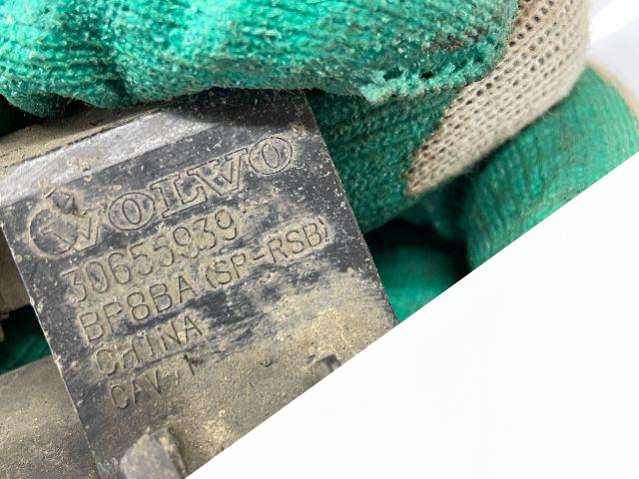 VOLVO
30655939
BP8BA (SP-RSB)
CHINA
CAV-1